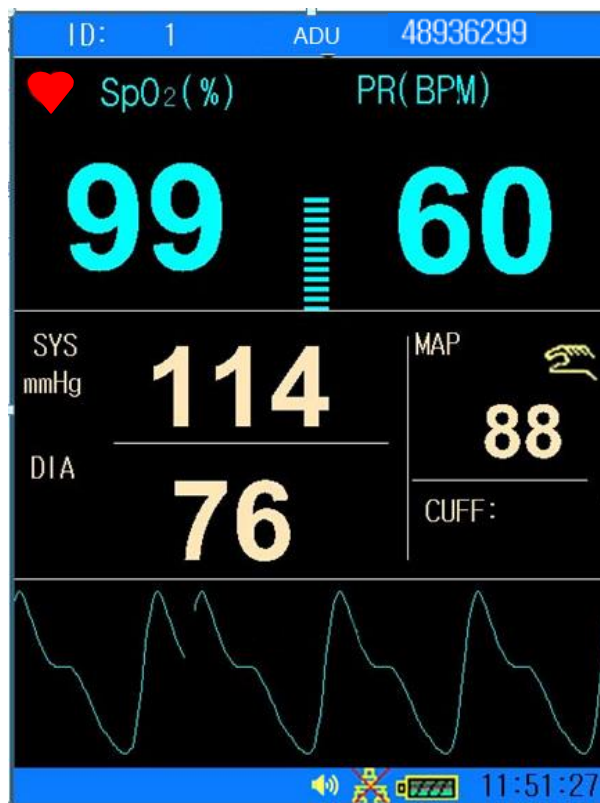 ID: 1 ADU 48936299
SpO2(%) PR(BPM)
99 60
SYS
mmHg
114
MAP
88
DIA
76
CUFF:
11:51:27